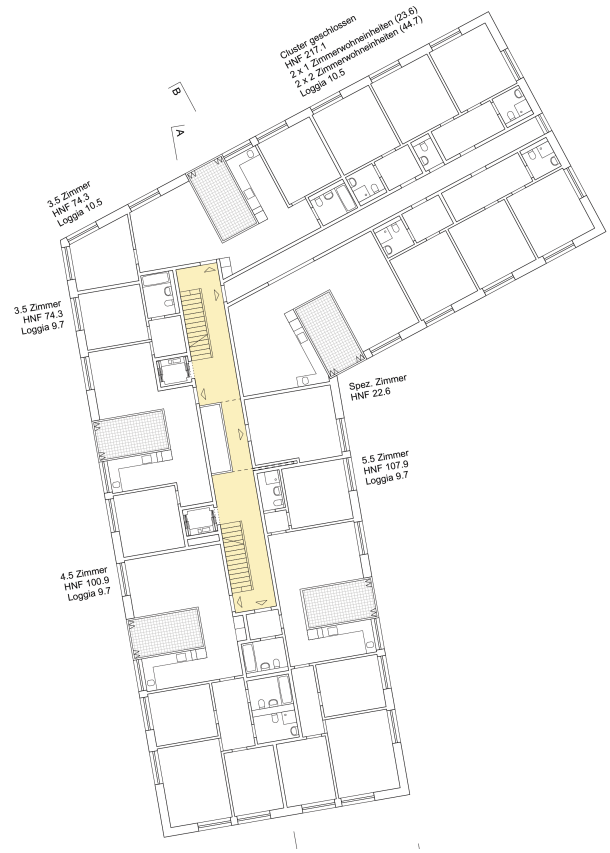 Cluster geschlossen
HNF 217.1
2 x 1 Zimmerwohneinheiten (23.6)
2 x 2 Zimmerwohneinheiten (44.7)
Loggia 10.5
B
A
3.5 Zimmer
HNF 74.3
Loggia 10.5
3.5 Zimmer
HNF 74.3
Loggia 9.7
Spez. Zimmer
HNF 22.6
5.5 Zimmer
HNF 107.9
Loggia 9.7
4.5 Zimmer
HNF 100.9
Loggia 9.7